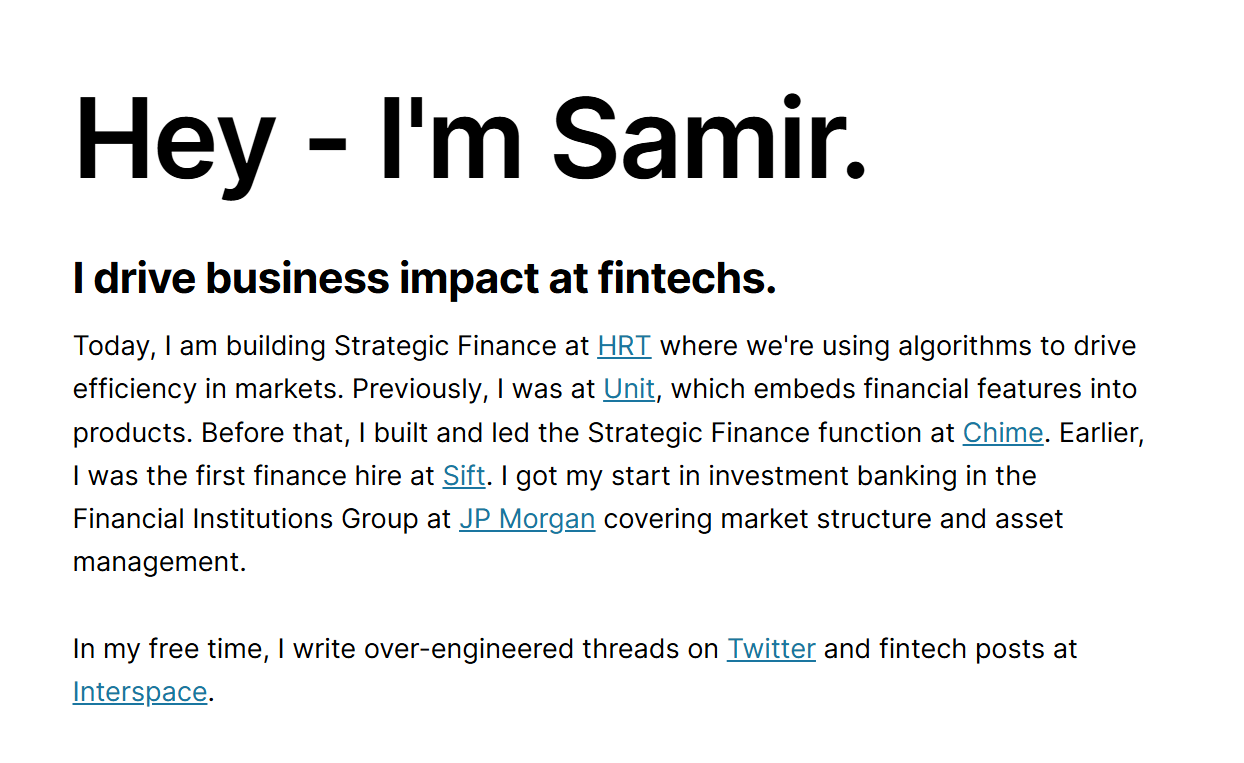 Hey - I'm Samir.
I drive business impact at fintechs.
Today, I am building Strategic Finance at HRT where we're using algorithms to drive
efficiency in markets. Previously, I was at Unit, which embeds financial features into
products. Before that, I built and led the Strategic Finance function at Chime. Earlier,
I was the first finance hire at Sift. I got my start in investment banking in the
Financial Institutions Group at JP Morgan covering market structure and asset
management.
In my free time, I write over-engineered threads on Twitter and fintech posts at
Interspace.